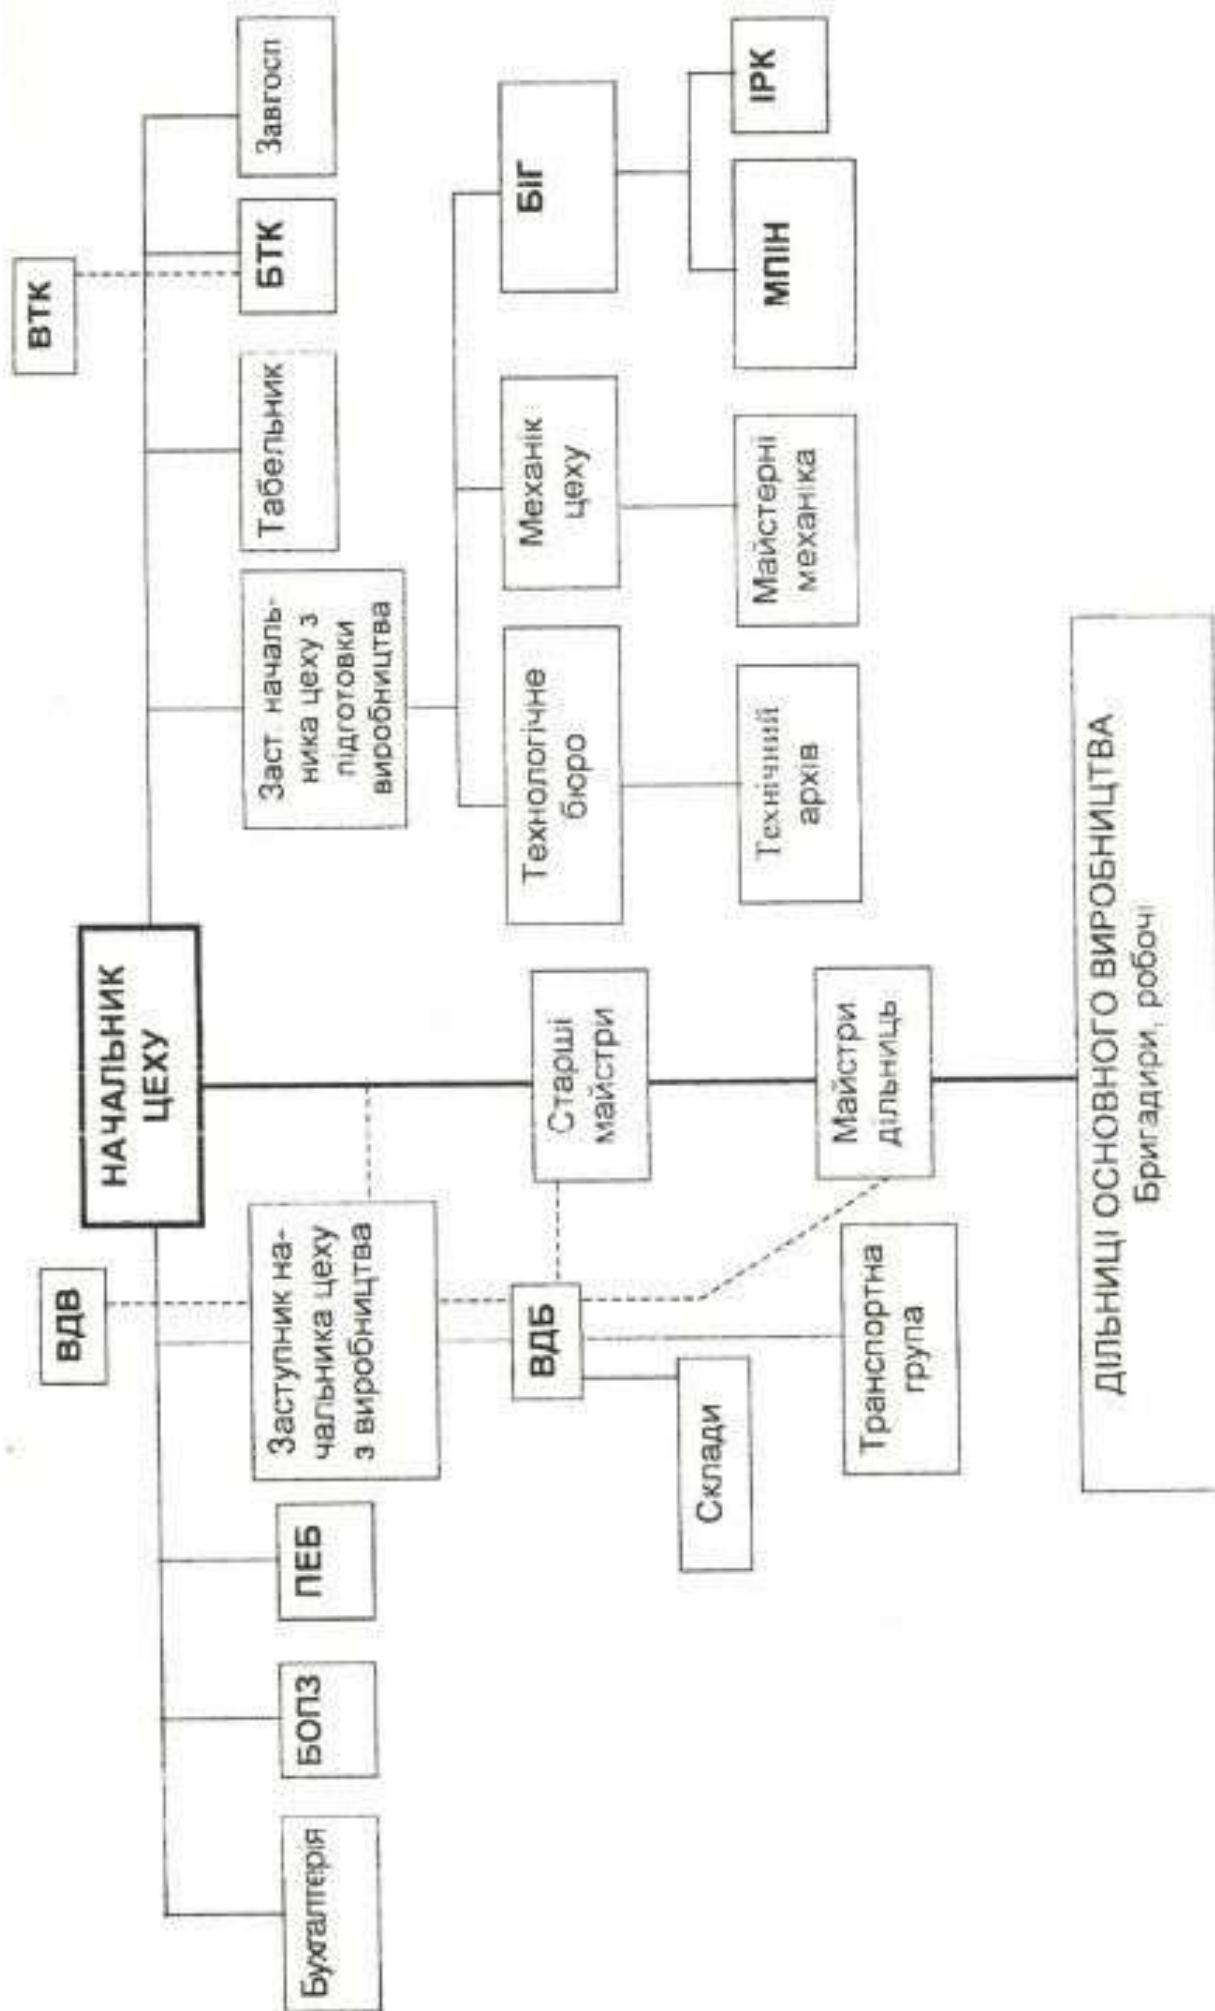 ВДВ
НАЧАЛЬНИК
ЦЕХУ
ВТК
Бухгалтерія
БОПЗ
ПЕБ
Заступник на-
чальника цеху
з виробництва
Заст. началь-
ника цеху з
підготовки
виробництва
Табельник
БТК
Завгосп
ВДБ
Старші
майстри
Технологічне
бюро
Механік
цеху
БІГ
Склади
Транспортна
група
Майстри
дільниць
Технічний
архів
Майстерні
механіка
МПІН
ІРК
ДІЛЬНИЦІ ОСНОВНОГО ВИРОБНИЦТВА
Бригадири, робочі